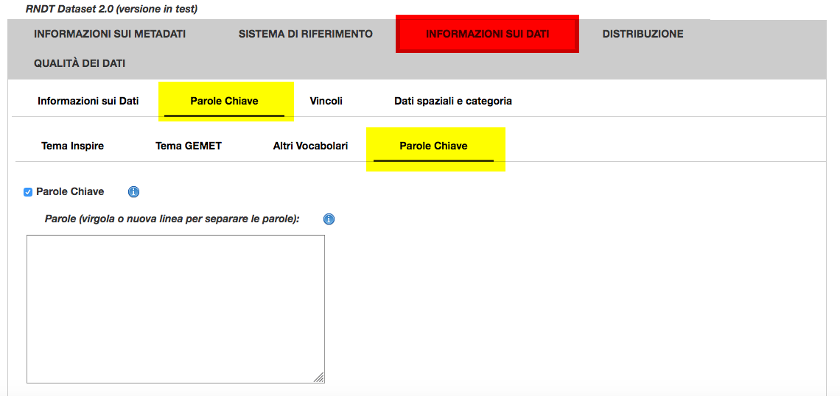 RNDT Dataset 2.0 (versione in test)
INFORMAZIONI SUI METADATI SISTEMA DI RIFERIMENTO INFORMAZIONI SUI DATI DISTRIBUZIONE
QUALITÀ DEI DATI
Informazioni sui Dati Parole Chiave Vincoli Dati spaziali e categoria
Tema Inspire Tema GEMET Altri Vocabolari Parole Chiave
Parole Chiave
Parole (virgola o nuova linea per separare le parole):